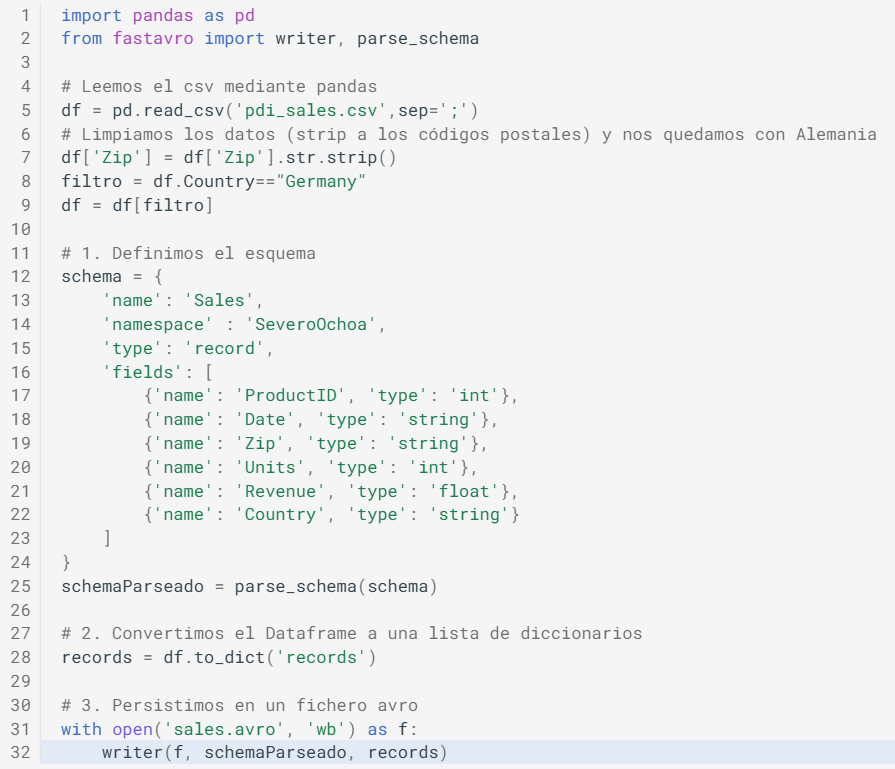 1 import pandas as pd
2 from fastavro import writer, parse_schema
3
4 # Leemos el csv mediante pandas
5 df = pd.read_csv('pdi_sales.csv',sep=';')
6 # Limpiamos los datos (strip a los códigos postales) y nos quedamos con Alemania
7 df['Zip'] = df['Zip'].str.strip()
8 filtro = df.Country=="Germany"
9 df = df[filtro]
10
11 # 1. Definimos el esquema
12 schema = {
13     'name': 'Sales',
14     'namespace' : 'SeveroOchoa',
15     'type': 'record',
16     'fields': [
17         {'name': 'ProductID', 'type': 'int'},
18         {'name': 'Date', 'type': 'string'},
19         {'name': 'Zip', 'type': 'string'},
20         {'name': 'Units', 'type': 'int'},
21         {'name': 'Revenue', 'type': 'float'},
22         {'name': 'Country', 'type': 'string'}
23     ]
24 }
25 schemaParseado = parse_schema(schema)
26
27 # 2. Convertimos el Dataframe a una lista de diccionarios
28 records = df.to_dict('records')
29
30 # 3. Persistimos en un fichero avro
31 with open('sales.avro', 'wb') as f:
32     writer(f, schemaParseado, records)